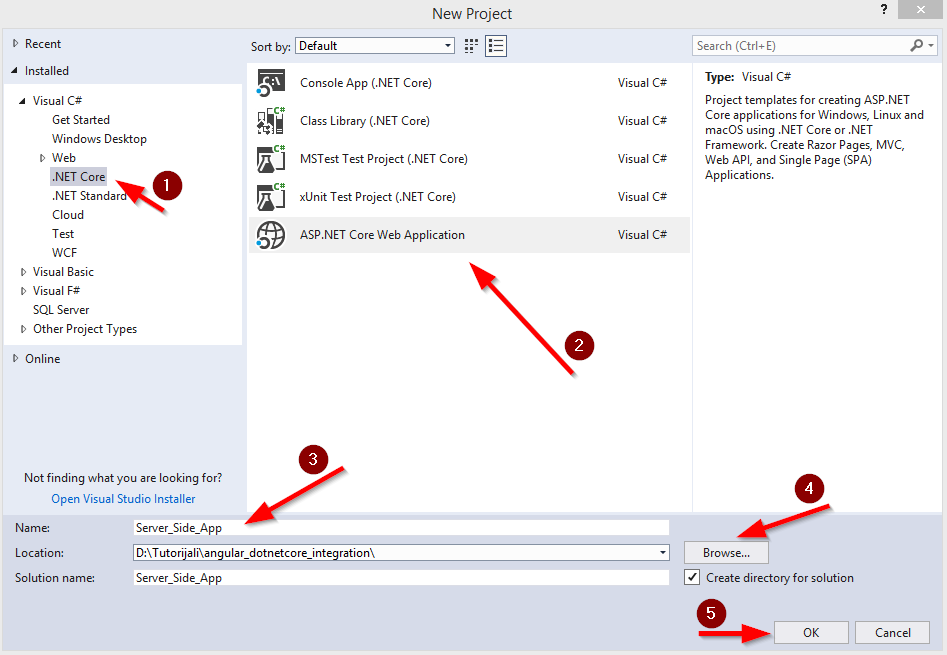 New Project
?
Recent
Installed
Visual C#
Get Started
Windows Desktop
Web
.NET Core
1
.NET Standard
Cloud
Test
WCF
Visual Basic
Visual F#
SQL Server
Other Project Types
Online
Not finding what you are looking for?
Open Visual Studio Installer
Sort by: Default
Console App (.NET Core) Visual C#
Class Library (.NET Core) Visual C#
MSTest Test Project (.NET Core) Visual C#
xUnit Test Project (.NET Core) Visual C#
ASP.NET Core Web Application Visual C#
2
Search (Ctrl+E)
Type: Visual C#
Project templates for creating ASP.NET
Core applications for Windows, Linux and
macOS using .NET Core or .NET
Framework. Create Razor Pages, MVC,
Web API, and Single Page (SPA)
Applications.
3
4
Name: Server_Side_App
Location: D:\Tutorijali\angular_dotnetcore_integration\ Browse...
Solution name: Server_Side_App
Create directory for solution
5
OK Cancel